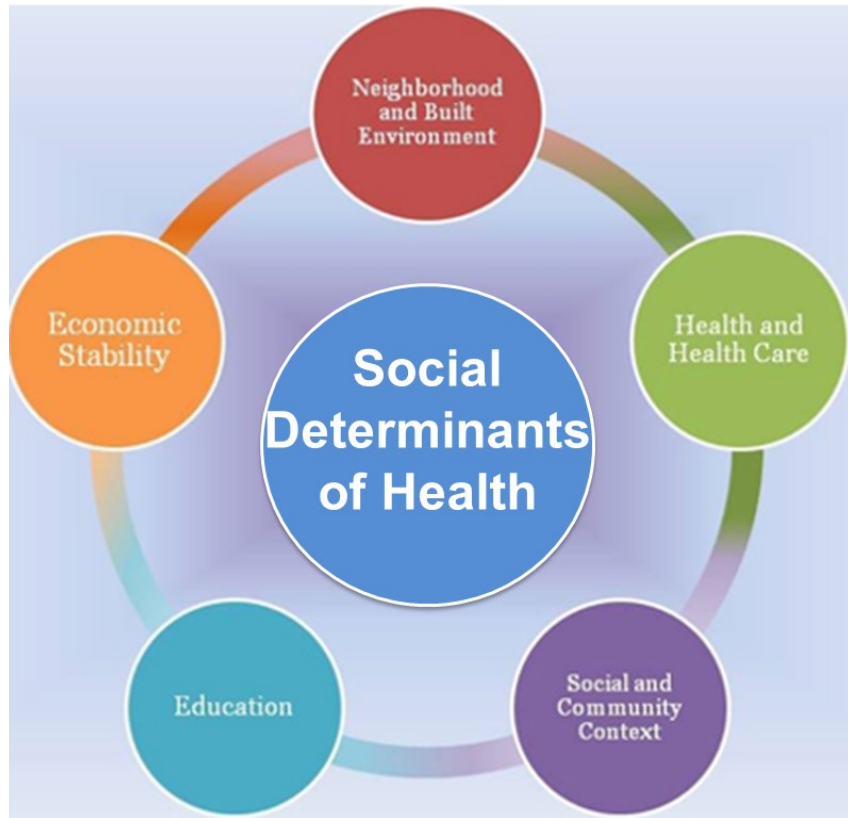 Neighborhood
and Built
Environment
Economic
Stability
Health and
Health Care
Social
Determinants
of Health
Education
Social and
Community
Context